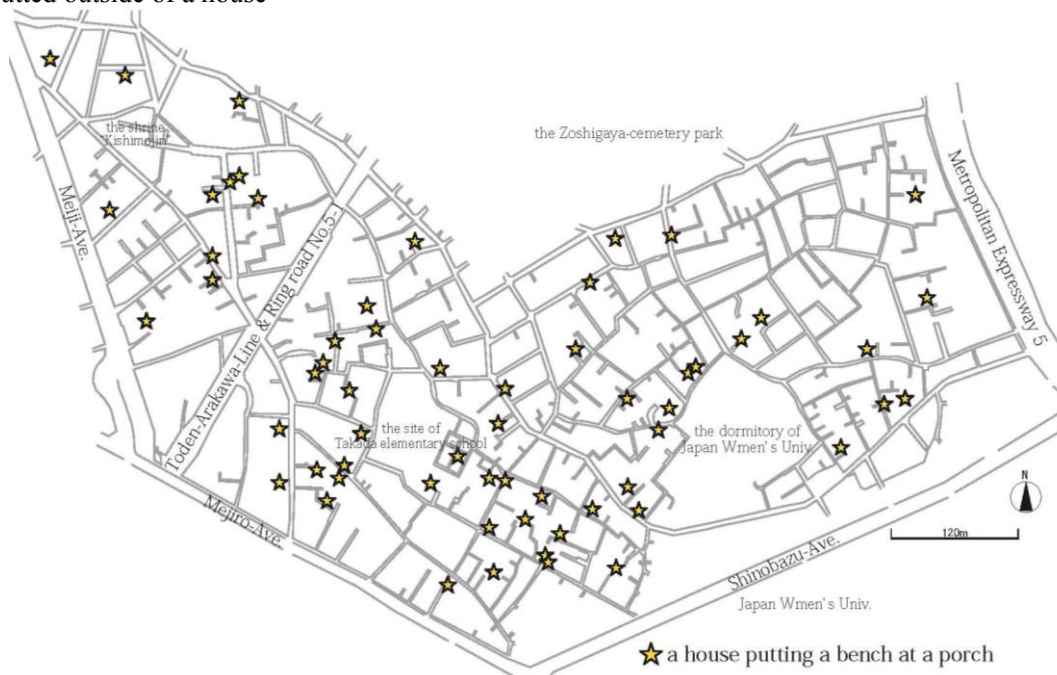 outside of a house
the shrine
"Kishimojin"
the Zoshigaya-cemetery park
Meiji-Ave.
Toden-Arakawa-Line & Ring road No.5-1
Metropolitan Expressway 5
the site of
Takada elementary school
the dormitory of
Japan Wmen's Univ.
Mejiro-Ave.
Shinobazu-Ave.
N
120m
Japan Wmen's Univ.
a house putting a bench at a porch